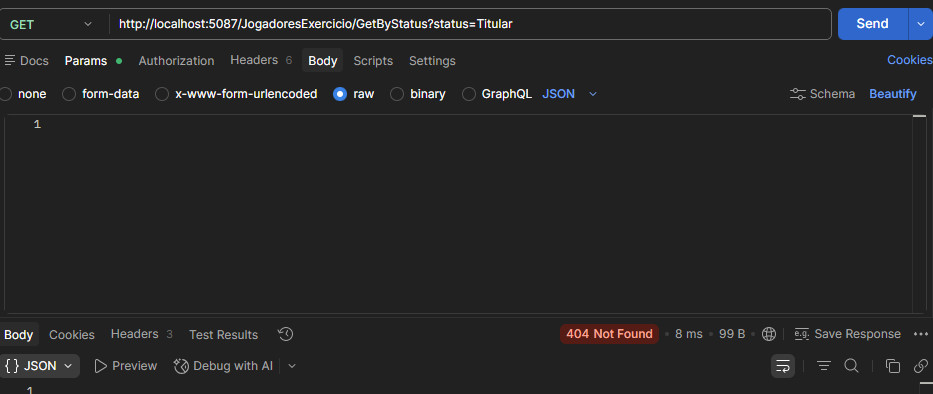 GET http://localhost:5087/JogadoresExercicio/GetByStatus?status=Titular Send
Docs Params Authorization Headers 6 Body Scripts Settings Cookies
none form-data x-www-form-urlencoded raw binary GraphQL JSON Schema Beautify
1
Body Cookies Headers 3 Test Results 404 Not Found • 8 ms • 99 B e.g. Save Response
{} JSON Preview Debug with AI
1